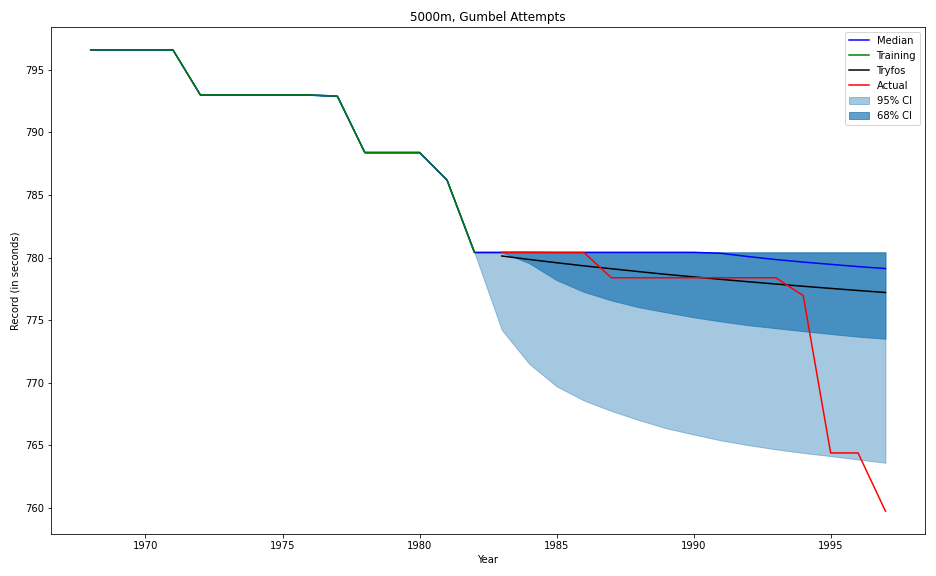 5000m, Gumbel Attempts
Median
Training
Tryfos
Actual
95% CI
68% CI
Record (in seconds)
795
790
785
780
775
770
765
760
1970
1975
1980
1985
1990
1995
Year